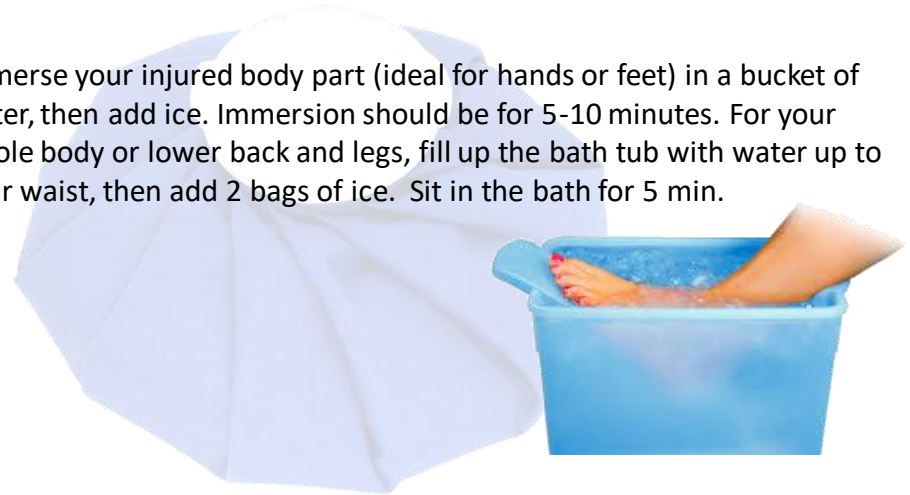 merse your injured body part (ideal for hands or feet) in a bucket of
ter, then add ice. Immersion should be for 5-10 minutes. For your
ole body or lower back and legs, fill up the bath tub with water up to
r waist, then add 2 bags of ice.  Sit in the bath for 5 min.